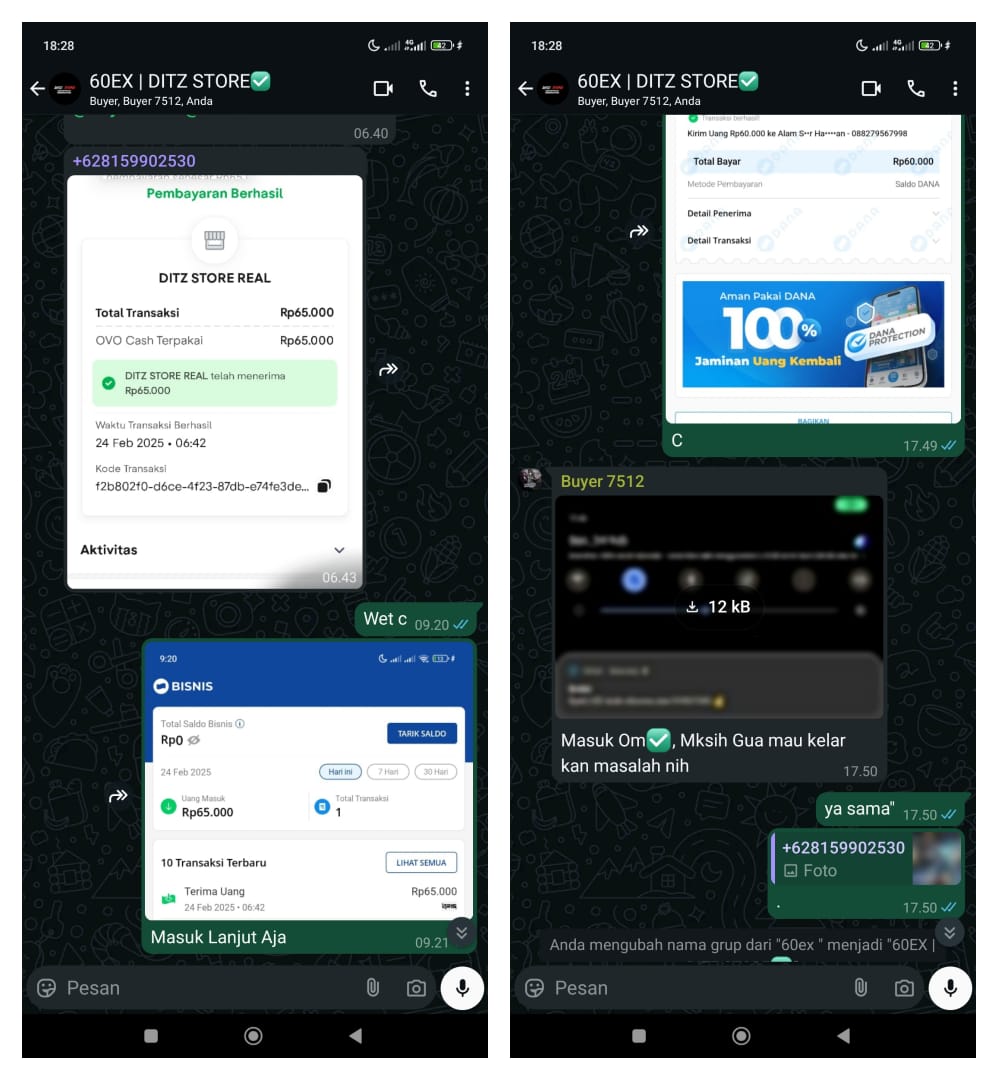 18:28
4G
42
60EX | DITZ STORE✅
Buyer, Buyer 7512, Anda
06.40
+628159902530
Pembayaran Berhasil
DITZ STORE REAL
Total Transaksi Rp65.000
OVO Cash Terpakai Rp65.000
DITZ STORE REAL telah menerima
Rp65.000
Waktu Transaksi Berhasil
24 Feb 2025 • 06:42
Kode Transaksi
f2b802f0-d6ce-4f23-87db-e74fe3de...
Aktivitas
06.43
Wet c 09.20
9:20
BISNIS
Total Saldo Bisnis
Rp0
TARIK SALDO
24 Feb 2025 Hari ini 7 Hari 30 Hari
Uang Masuk
Rp65.000
Total Transaksi
1
10 Transaksi Terbaru LIHAT SEMUA
Terima Uang Rp65.000
24 Feb 2025 • 06:42 QRIS
Masuk Lanjut Aja 09.21
Pesan
18:28
4G
42
60EX | DITZ STORE✅
Buyer, Buyer 7512, Anda
Transaksi berhasil!
Kirim Uang Rp60.000 ke Alam S••r Ha••••an - 088279567998
Total Bayar Rp60.000
Metode Pembayaran Saldo DANA
Detail Penerima
Detail Transaksi
DANA
Aman Pakai DANA
100%
Jaminan Uang Kembali
DANA
PROTECTION
BAGIKAN
C 17.49
Buyer 7512
12 kB
Masuk Om✅, Mksih Gua mau kelar
kan masalah nih
17.50
ya sama" 17.50
+628159902530
Foto
. 17.50
Anda mengubah nama grup dari "60ex " menjadi "60EX |
Pesan